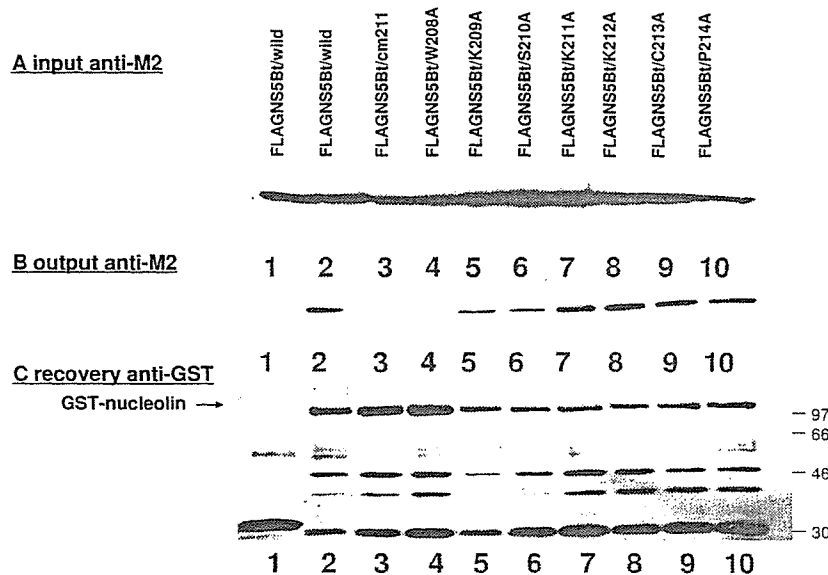 A input anti-M2
FLAGNS5Bt/wild
FLAGNS5Bt/wild
FLAGNS5Bt/cm211
FLAGNS5Bt/W208A
FLAGNS5Bt/K209A
FLAGNS5Bt/S210A
FLAGNS5Bt/K211A
FLAGNS5Bt/K212A
FLAGNS5Bt/C213A
FLAGNS5Bt/P214A
B output anti-M2
1 2 3 4 5 6 7 8 9 10
C recovery anti-GST
1 2 3 4 5 6 7 8 9 10
GST-nucleolin →
97
66
46
30
1 2 3 4 5 6 7 8 9 10